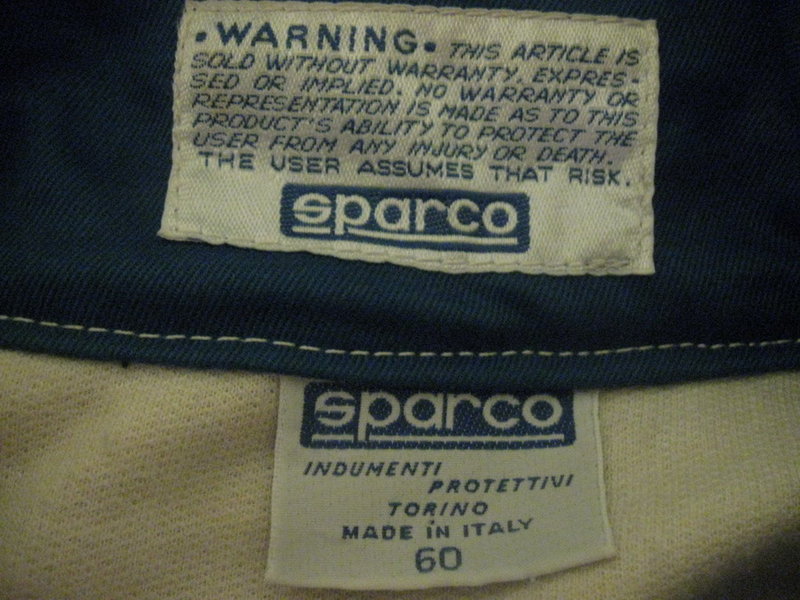 •WARNING• THIS ARTICLE IS
SOLD WITHOUT WARRANTY. EXPRES-
SED OR IMPLIED. NO WARRANTY OR
REPRESENTATION IS MADE AS TO THIS
PRODUCT'S ABILITY TO PROTECT THE
USER FROM ANY INJURY OR DEATH.
THE USER ASSUMES THAT RISK.
sparco
sparco
INDUMENTI
PROTETTIVI
TORINO
MADE IN ITALY
60